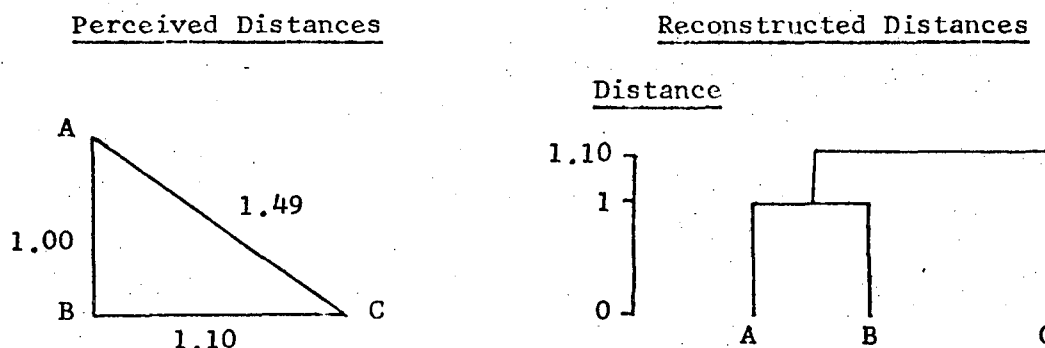 Perceived Distances
A
1.49
1.00
B
C
1.10
Reconstructed Distances
Distance
1.10
1
0
A
B